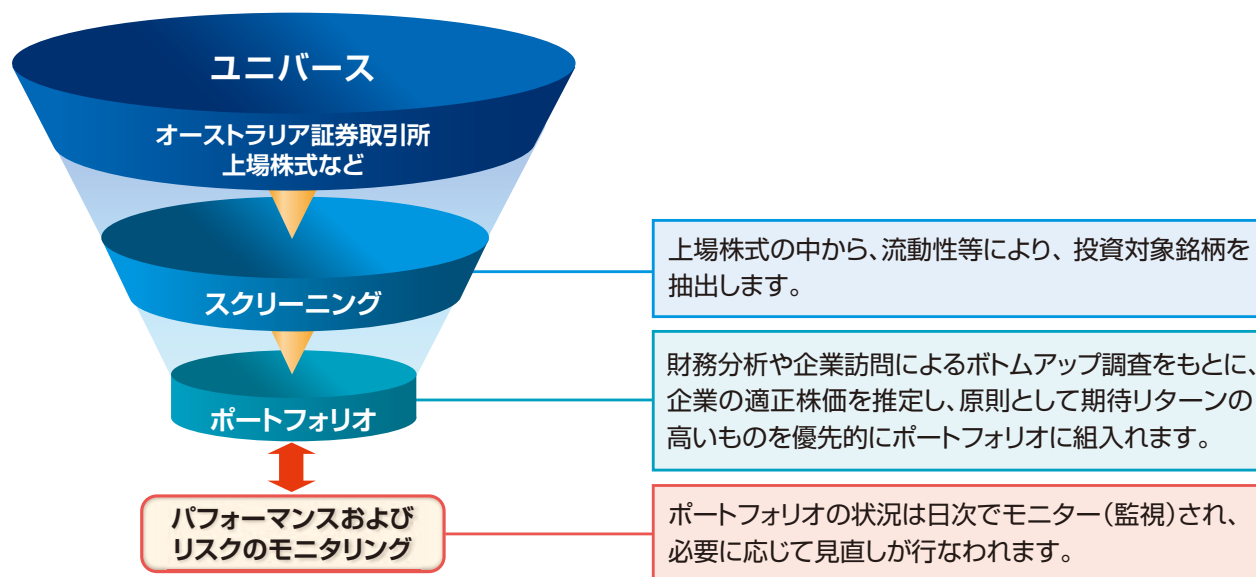 ユニバース
オーストラリア証券取引所
上場株式など
スクリーニング
ポートフォリオ
パフォーマンスおよび
リスクのモニタリング
上場株式の中から、流動性等により、投資対象銘柄を
抽出します。
財務分析や企業訪問によるボトムアップ調査をもとに、
企業の適正株価を推定し、原則として期待リターンの
高いものを優先的にポートフォリオに組入れます。
ポートフォリオの状況は日次でモニター(監視)され、
必要に応じて見直しが行なわれます。